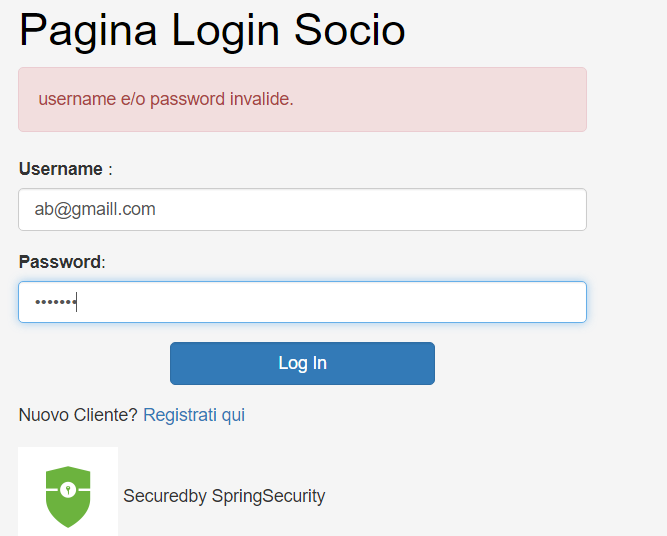 Pagina Login Socio
username e/o password invalide.
Username :
ab@gmaill.com
Password:
•••••••
Log In
Nuovo Cliente? Registrati qui
Securedby SpringSecurity